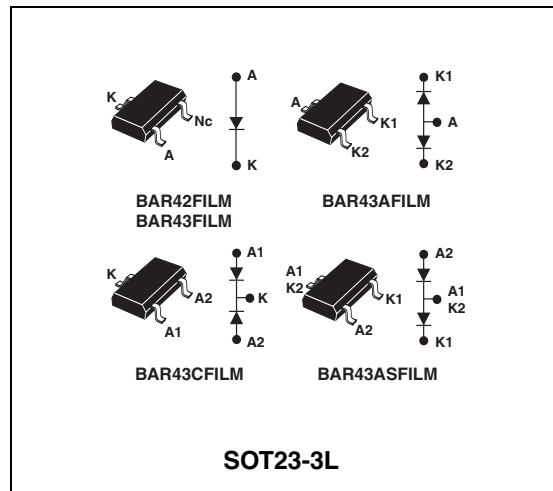 K
Nc
A
A
K
BAR42FILM
BAR43FILM
A
K1
K2
K1
A
K2
BAR43AFILM
K
A2
A1
A1
K
A2
BAR43CFILM
A1
K2
K1
A2
A2
A1
K2
K1
BAR43ASFILM
SOT23-3L